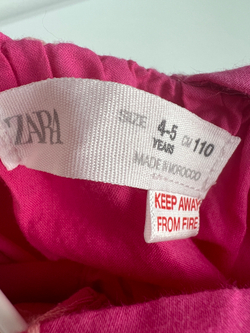 ZARA
SIZE 4-5 YEARS CM 110
MADE IN MOROCCO
KEEP AWAY
FROM FIRE